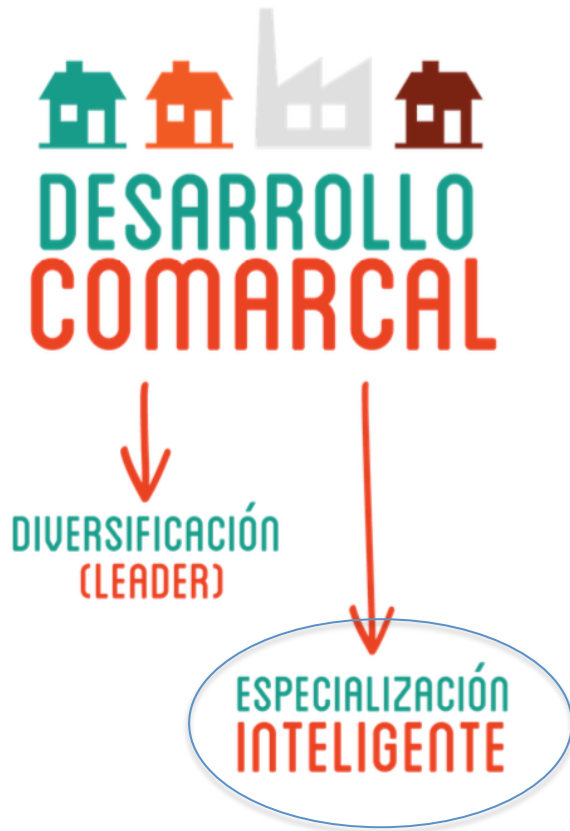 DESARROLLO
COMARCAL
DIVERSIFICACIÓN
(LEADER)
ESPECIALIZACIÓN
INTELIGENTE